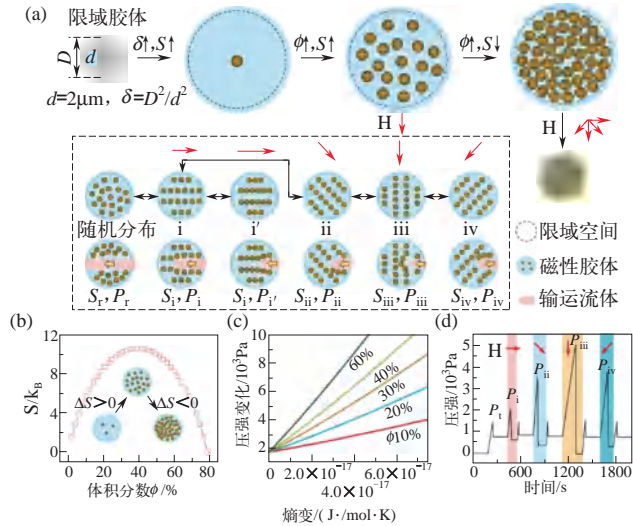 (a) 限域胶体
D d δ↑, S↑ ϕ↑, S↑ ϕ↑, S↓
d=2μm, δ=D²/d²
H H
随机分布 i i′ ii iii iv
Sᵣ, Pᵣ Sᵢ, Pᵢ Sᵢ, Pᵢ′ Sᵢᵢ, Pᵢᵢ Sᵢᵢᵢ, Pᵢᵢᵢ Sᵢᵥ, Pᵢᵥ
限域空间
磁性胶体
输运流体
(b)
S/k_B
12
8
4
0
ΔS>0 ΔS<0
0 20 40 60 80
体积分数ϕ/%
(c)
压强变化/10³Pa
10
8
6
4
2
0
60%
40%
30%
20%
ϕ10%
0 2.0×10⁻¹⁷ 6.0×10⁻¹⁷
4.0×10⁻¹⁷
熵变/(J·/mol·K)
(d)
压强/10³Pa
6
5
4
3
2
1
0
H
Pₜ Pᵢ Pᵢᵢ Pᵢᵢᵢ Pᵢᵥ
0 600 1200 1800
时间/s